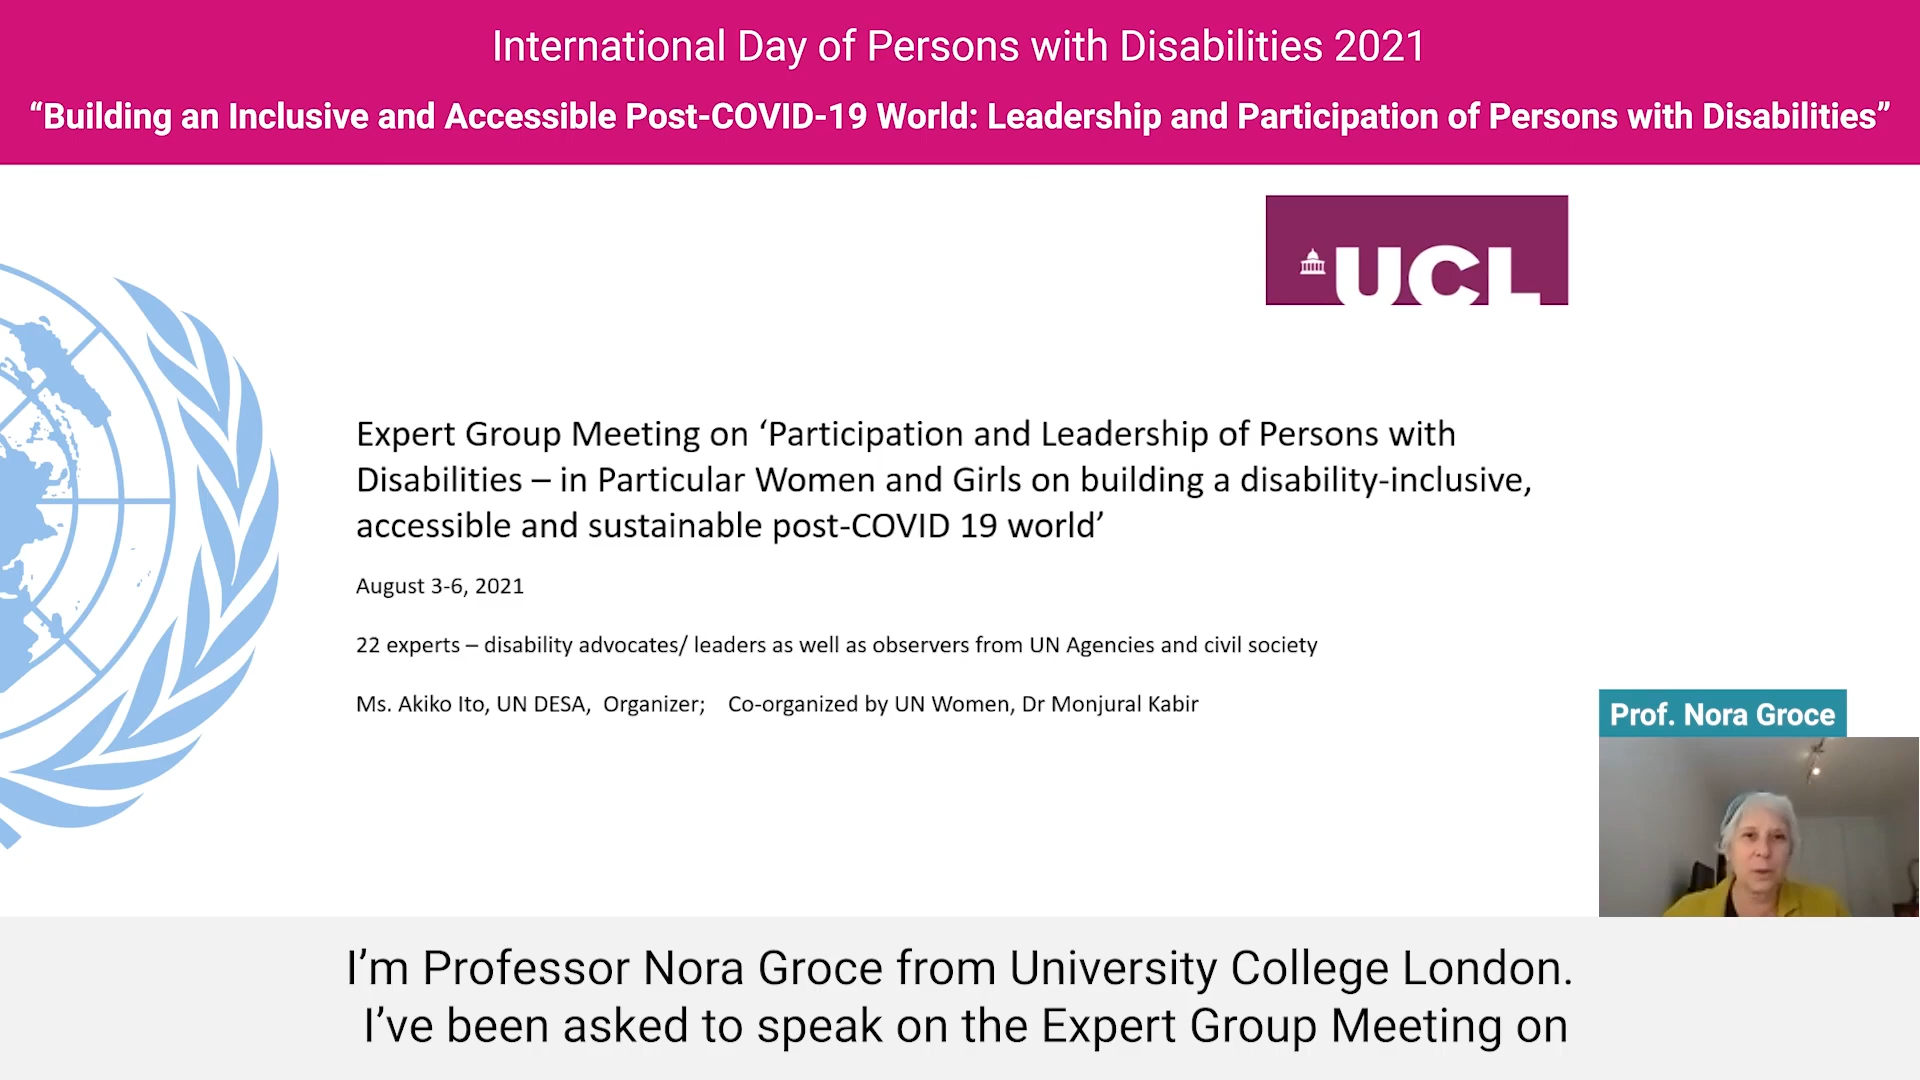 International Day of Persons with Disabilities 2021
“Building an Inclusive and Accessible Post-COVID-19 World: Leadership and Participation of Persons with Disabilities”
UCL
Expert Group Meeting on ‘Participation and Leadership of Persons with
Disabilities – in Particular Women and Girls on building a disability-inclusive,
accessible and sustainable post-COVID 19 world’
August 3-6, 2021
22 experts – disability advocates/ leaders as well as observers from UN Agencies and civil society
Ms. Akiko Ito, UN DESA,  Organizer;    Co-organized by UN Women, Dr Monjural Kabir
Prof. Nora Groce
I’m Professor Nora Groce from University College London.
I’ve been asked to speak on the Expert Group Meeting on